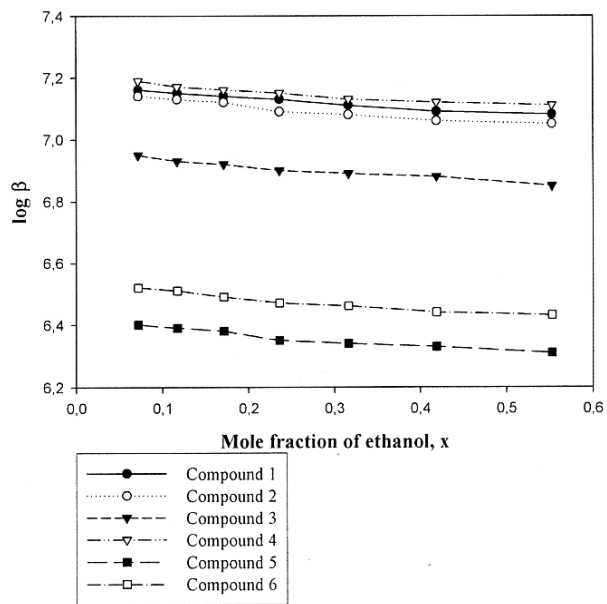 7,4
7,2
7,0
6,8
6,6
6,4
6,2
log β
0,0 0,1 0,2 0,3 0,4 0,5 0,6
Mole fraction of ethanol, x
Compound 1
Compound 2
Compound 3
Compound 4
Compound 5
Compound 6